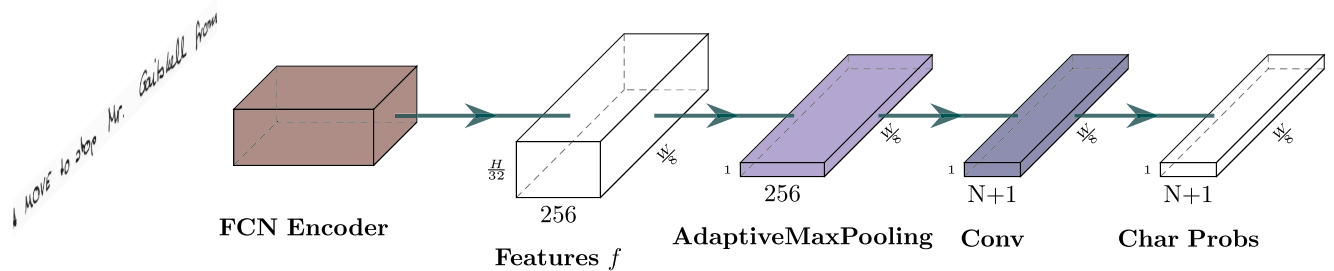 MOVE to stop Mr. Gaitskell from
FCN Encoder
H/32
256
W/8
Features f
1
256
W/8
AdaptiveMaxPooling
1
N+1
W/8
Conv
1
N+1
W/8
Char Probs